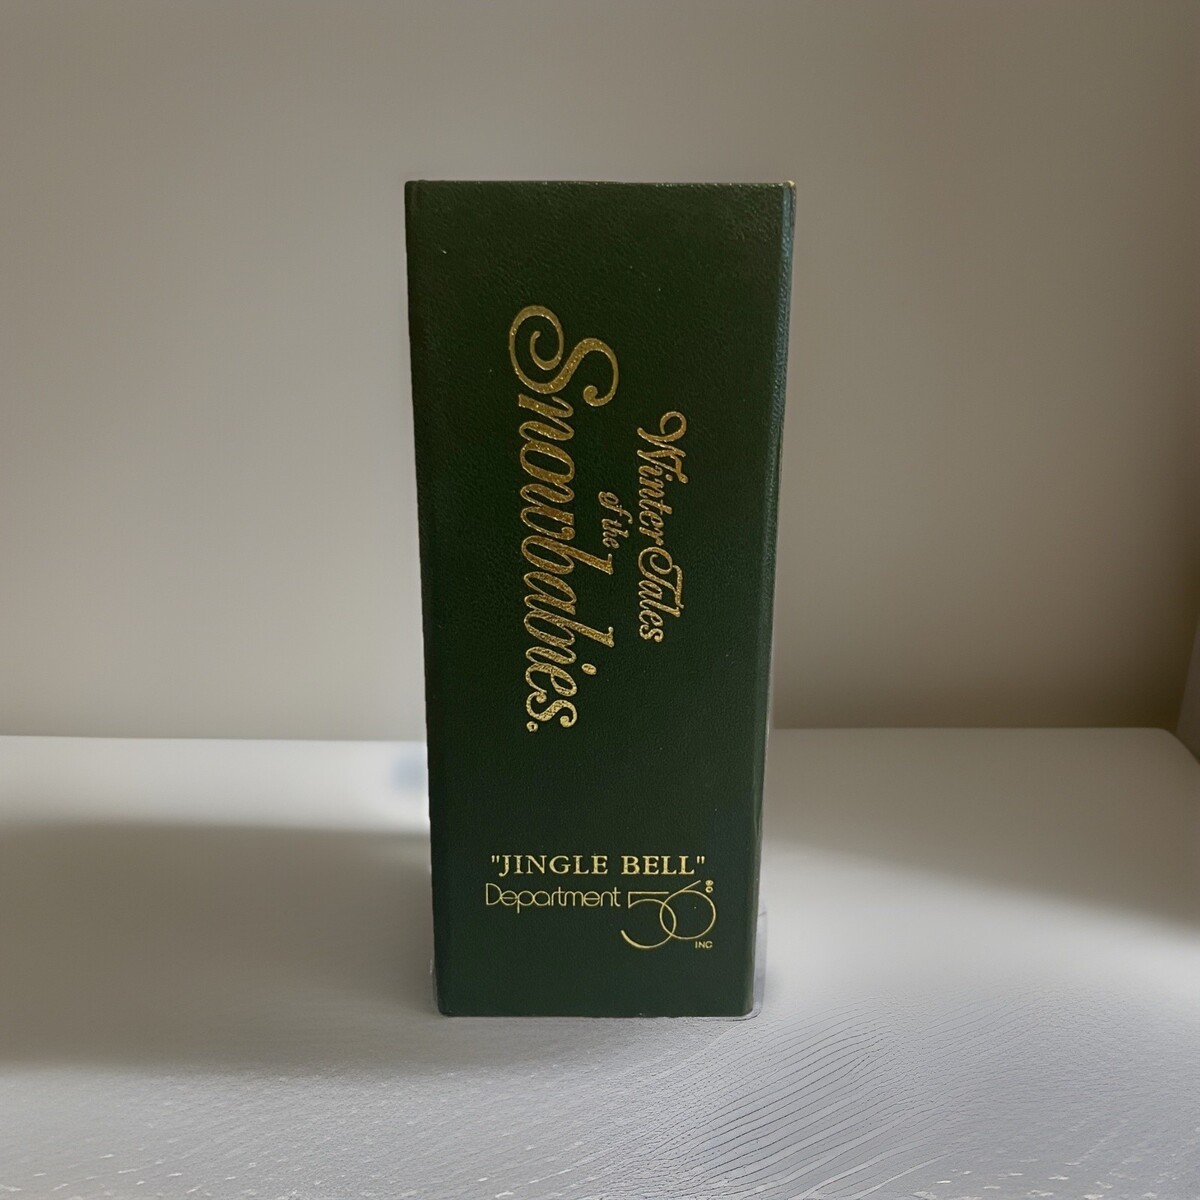 Winter Tales
of the
Snowbabies®
"JINGLE BELL"
Department 56®
INC